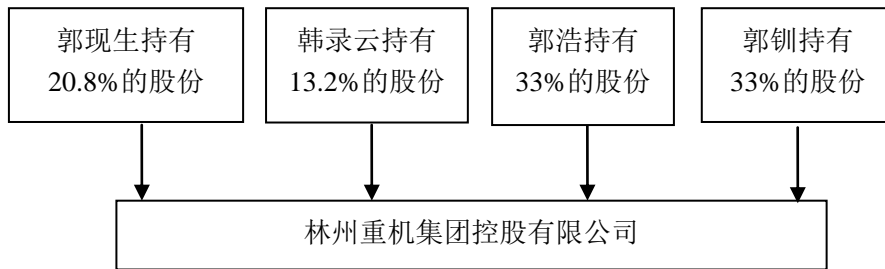 郭现生持有
20.8%的股份
韩录云持有
13.2%的股份
郭浩持有
33%的股份
郭钏持有
33%的股份
林州重机集团控股有限公司